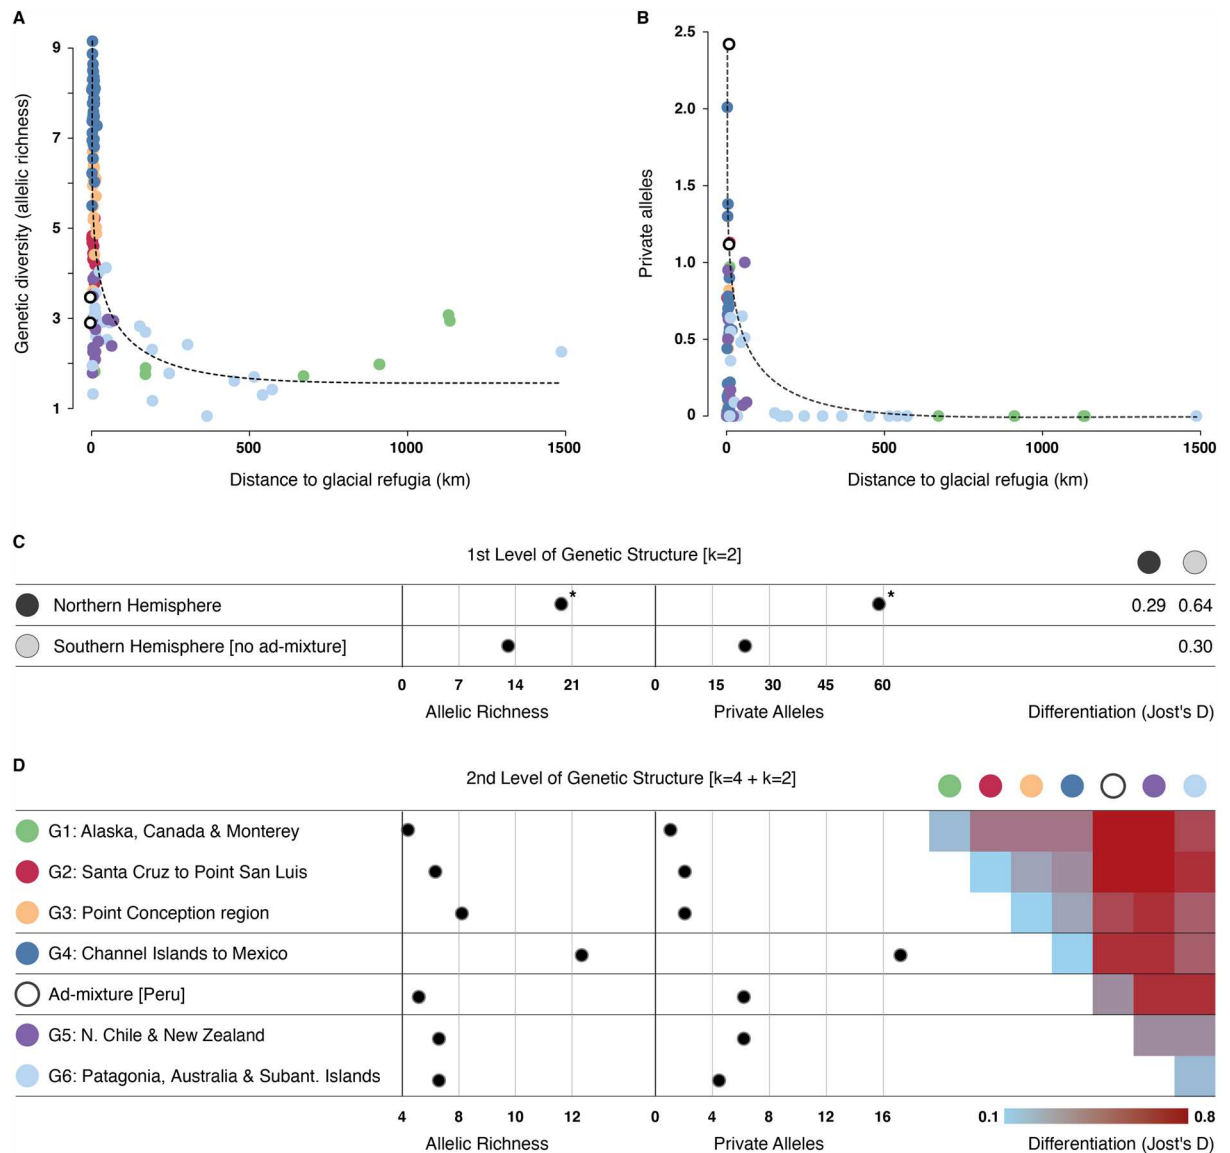 A
B
Genetic diversity (allelic richness)
9
7
5
3
1
0
500
1000
1500
Distance to glacial refugia (km)
Private alleles
2.5
2.0
1.5
1.0
0.5
0
0
500
1000
1500
Distance to glacial refugia (km)
C
1st Level of Genetic Structure [k=2]
Northern Hemisphere * * 0.29 0.64
Southern Hemisphere [no ad-mixture] 0.30
0 7 14 21 0 15 30 45 60
Allelic Richness Private Alleles Differentiation (Jost's D)
D
2nd Level of Genetic Structure [k=4 + k=2]
G1: Alaska, Canada & Monterey
G2: Santa Cruz to Point San Luis
G3: Point Conception region
G4: Channel Islands to Mexico
Ad-mixture [Peru]
G5: N. Chile & New Zealand
G6: Patagonia, Australia & Subant. Islands
4 8 10 12 0 4 8 12 16 0.1 0.8
Allelic Richness Private Alleles Differentiation (Jost's D)